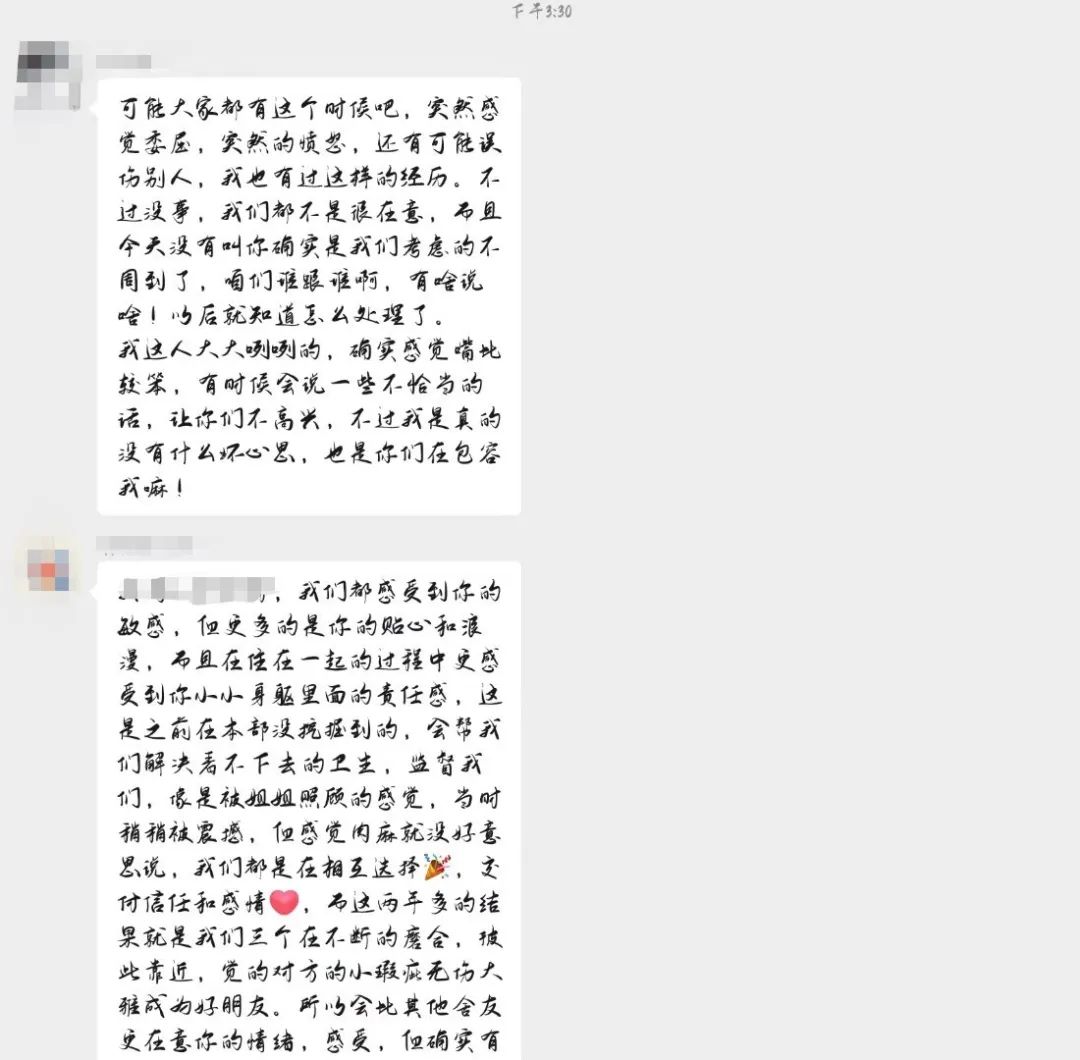 下午3:30
可能大家都有这个时候吧，突然感
觉委屈，突然的愤怒，还有可能误
伤别人，我也有过这样的经历。不
过没事，我们都不是很在意，而且
今天没有叫你确实是我们考虑的不
周到了，咱们谁跟谁啊，有啥说
啥！以后就知道怎么处理了。
我这人大大咧咧的，确实感觉嘴比
较笨，有时候会说一些不恰当的
话，让你们不高兴，不过我是真的
没有什么坏心思，也是你们在包容
我嘛！
，我们都感受到你的
敏感，但更多的是你的贴心和浪
漫，而且在住在一起的过程中更感
受到你小小身躯里面的责任感，这
是之前在本部没挖掘到的，会帮我
们解决看不下去的卫生，监督我
们，像是被姐姐照顾的感觉，当时
稍稍被震撼，但感觉肉麻就没好意
思说，我们都是在相互选择🎉，交
付信任和感情❤，而这两年多的结
果就是我们三个在不断的磨合，彼
此靠近，觉的对方的小瑕疵无伤大
雅成为好朋友。所以会比其他舍友
更在意你的情绪，感受，但确实有